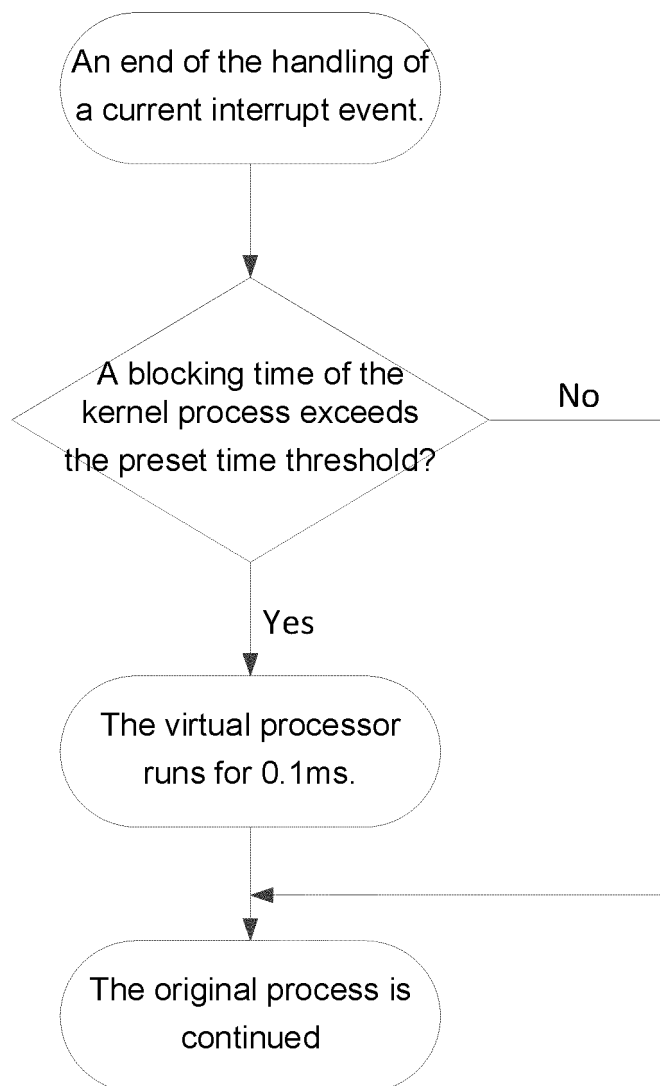 An end of the handling of
a current interrupt event.
A blocking time of the
kernel process exceeds
the preset time threshold?
No
Yes
The virtual processor
runs for 0.1ms.
The original process is
continued